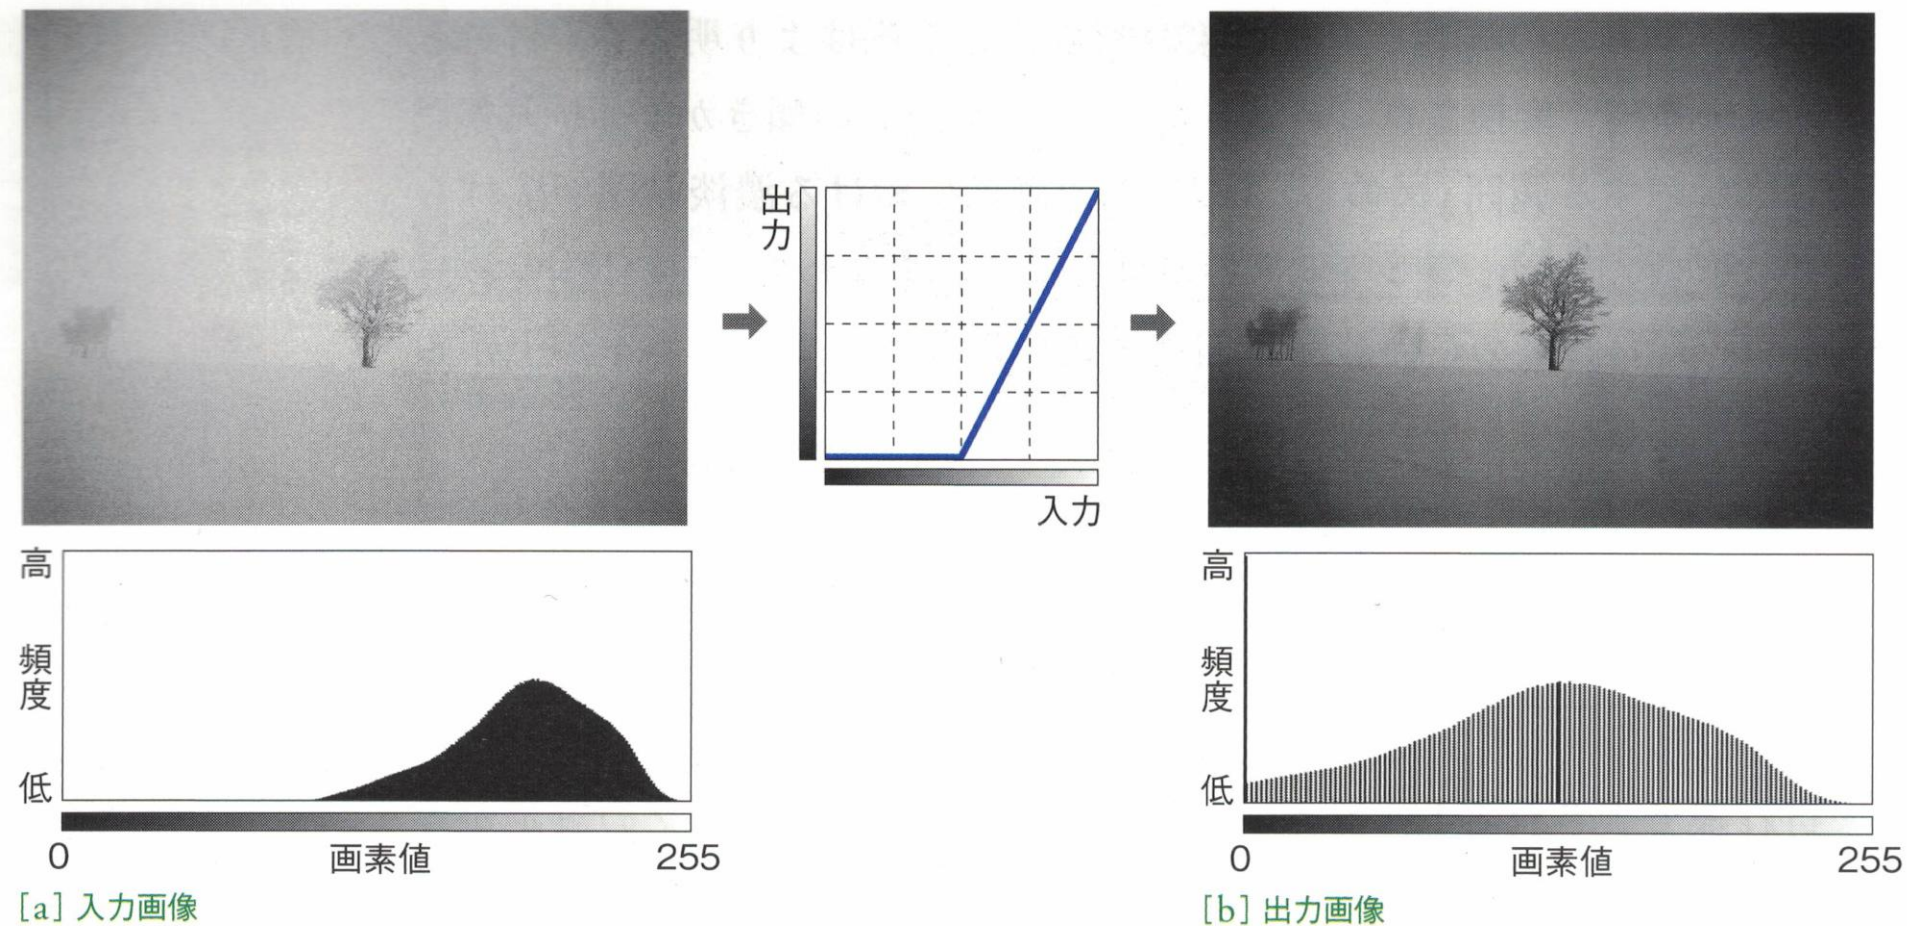 出力
入力
高
頻度
低
0 画素値 255
[a] 入力画像
高
頻度
低
0 画素値 255
[b] 出力画像